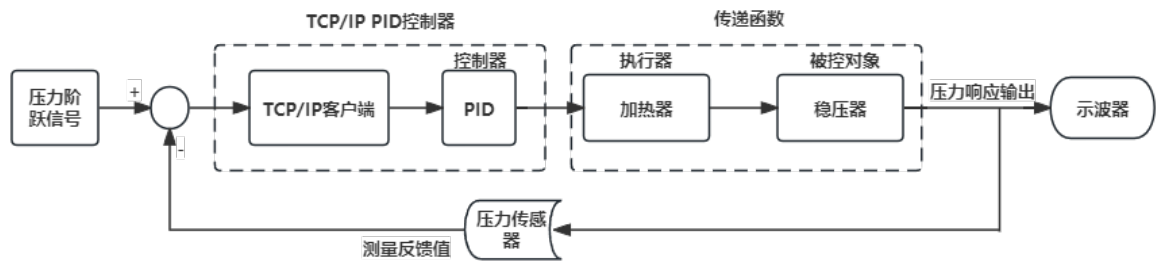 TCP/IP PID控制器
传递函数
控制器
执行器
被控对象
压力阶
跃信号
+
-
TCP/IP客户端
PID
加热器
稳压器
压力响应输出
示波器
压力传感
器
测量反馈值